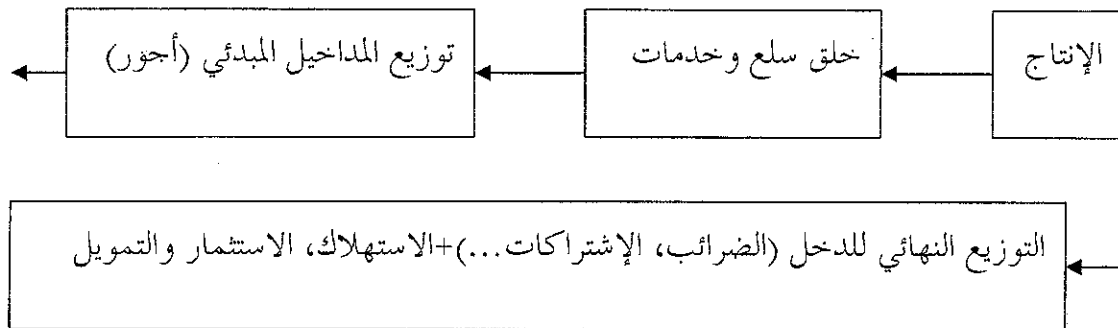 الإنتاج
خلق سلع وخدمات
توزيع المداخيل المبدئي (أجور)
التوزيع النهائي للدخل (الضرائب، الإشتراكات...)+الاستهلاك، الاستثمار والتمويل